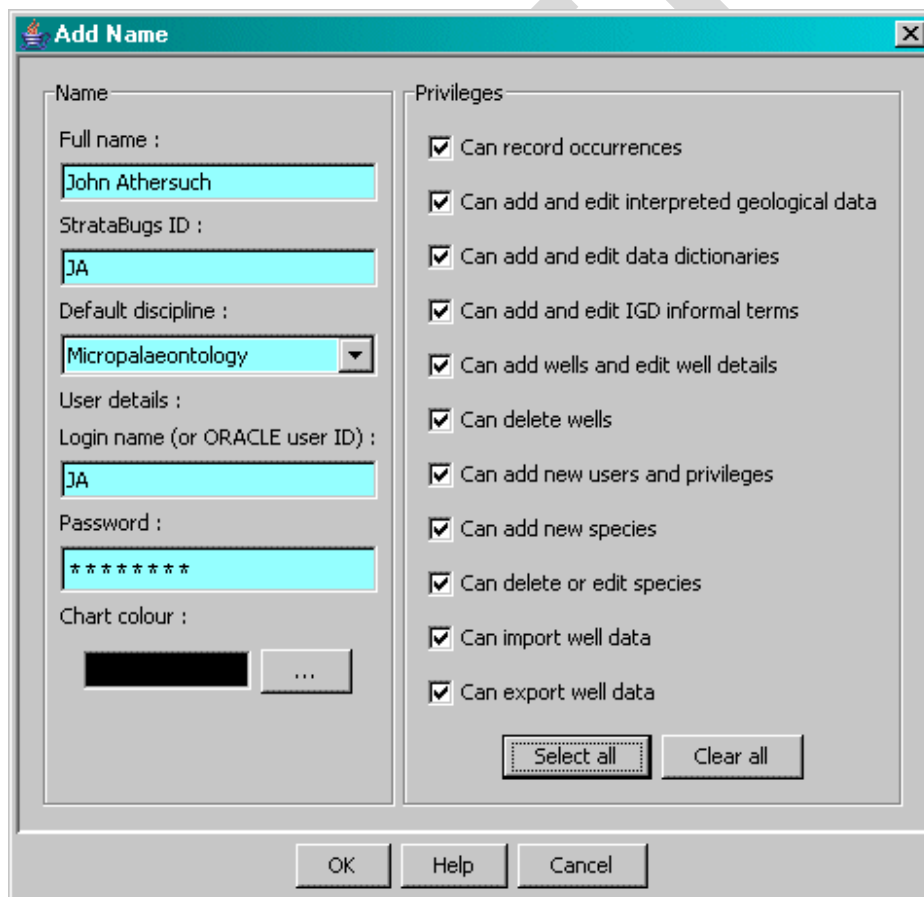 Add Name
Name
Full name :
John Athersuch
StrataBugs ID :
JA
Default discipline :
Micropalaeontology
User details :
Login name (or ORACLE user ID) :
JA
Password :
********
Chart colour :
...
Privileges
Can record occurrences
Can add and edit interpreted geological data
Can add and edit data dictionaries
Can add and edit IGD informal terms
Can add wells and edit well details
Can delete wells
Can add new users and privileges
Can add new species
Can delete or edit species
Can import well data
Can export well data
Select all
Clear all
OK
Help
Cancel